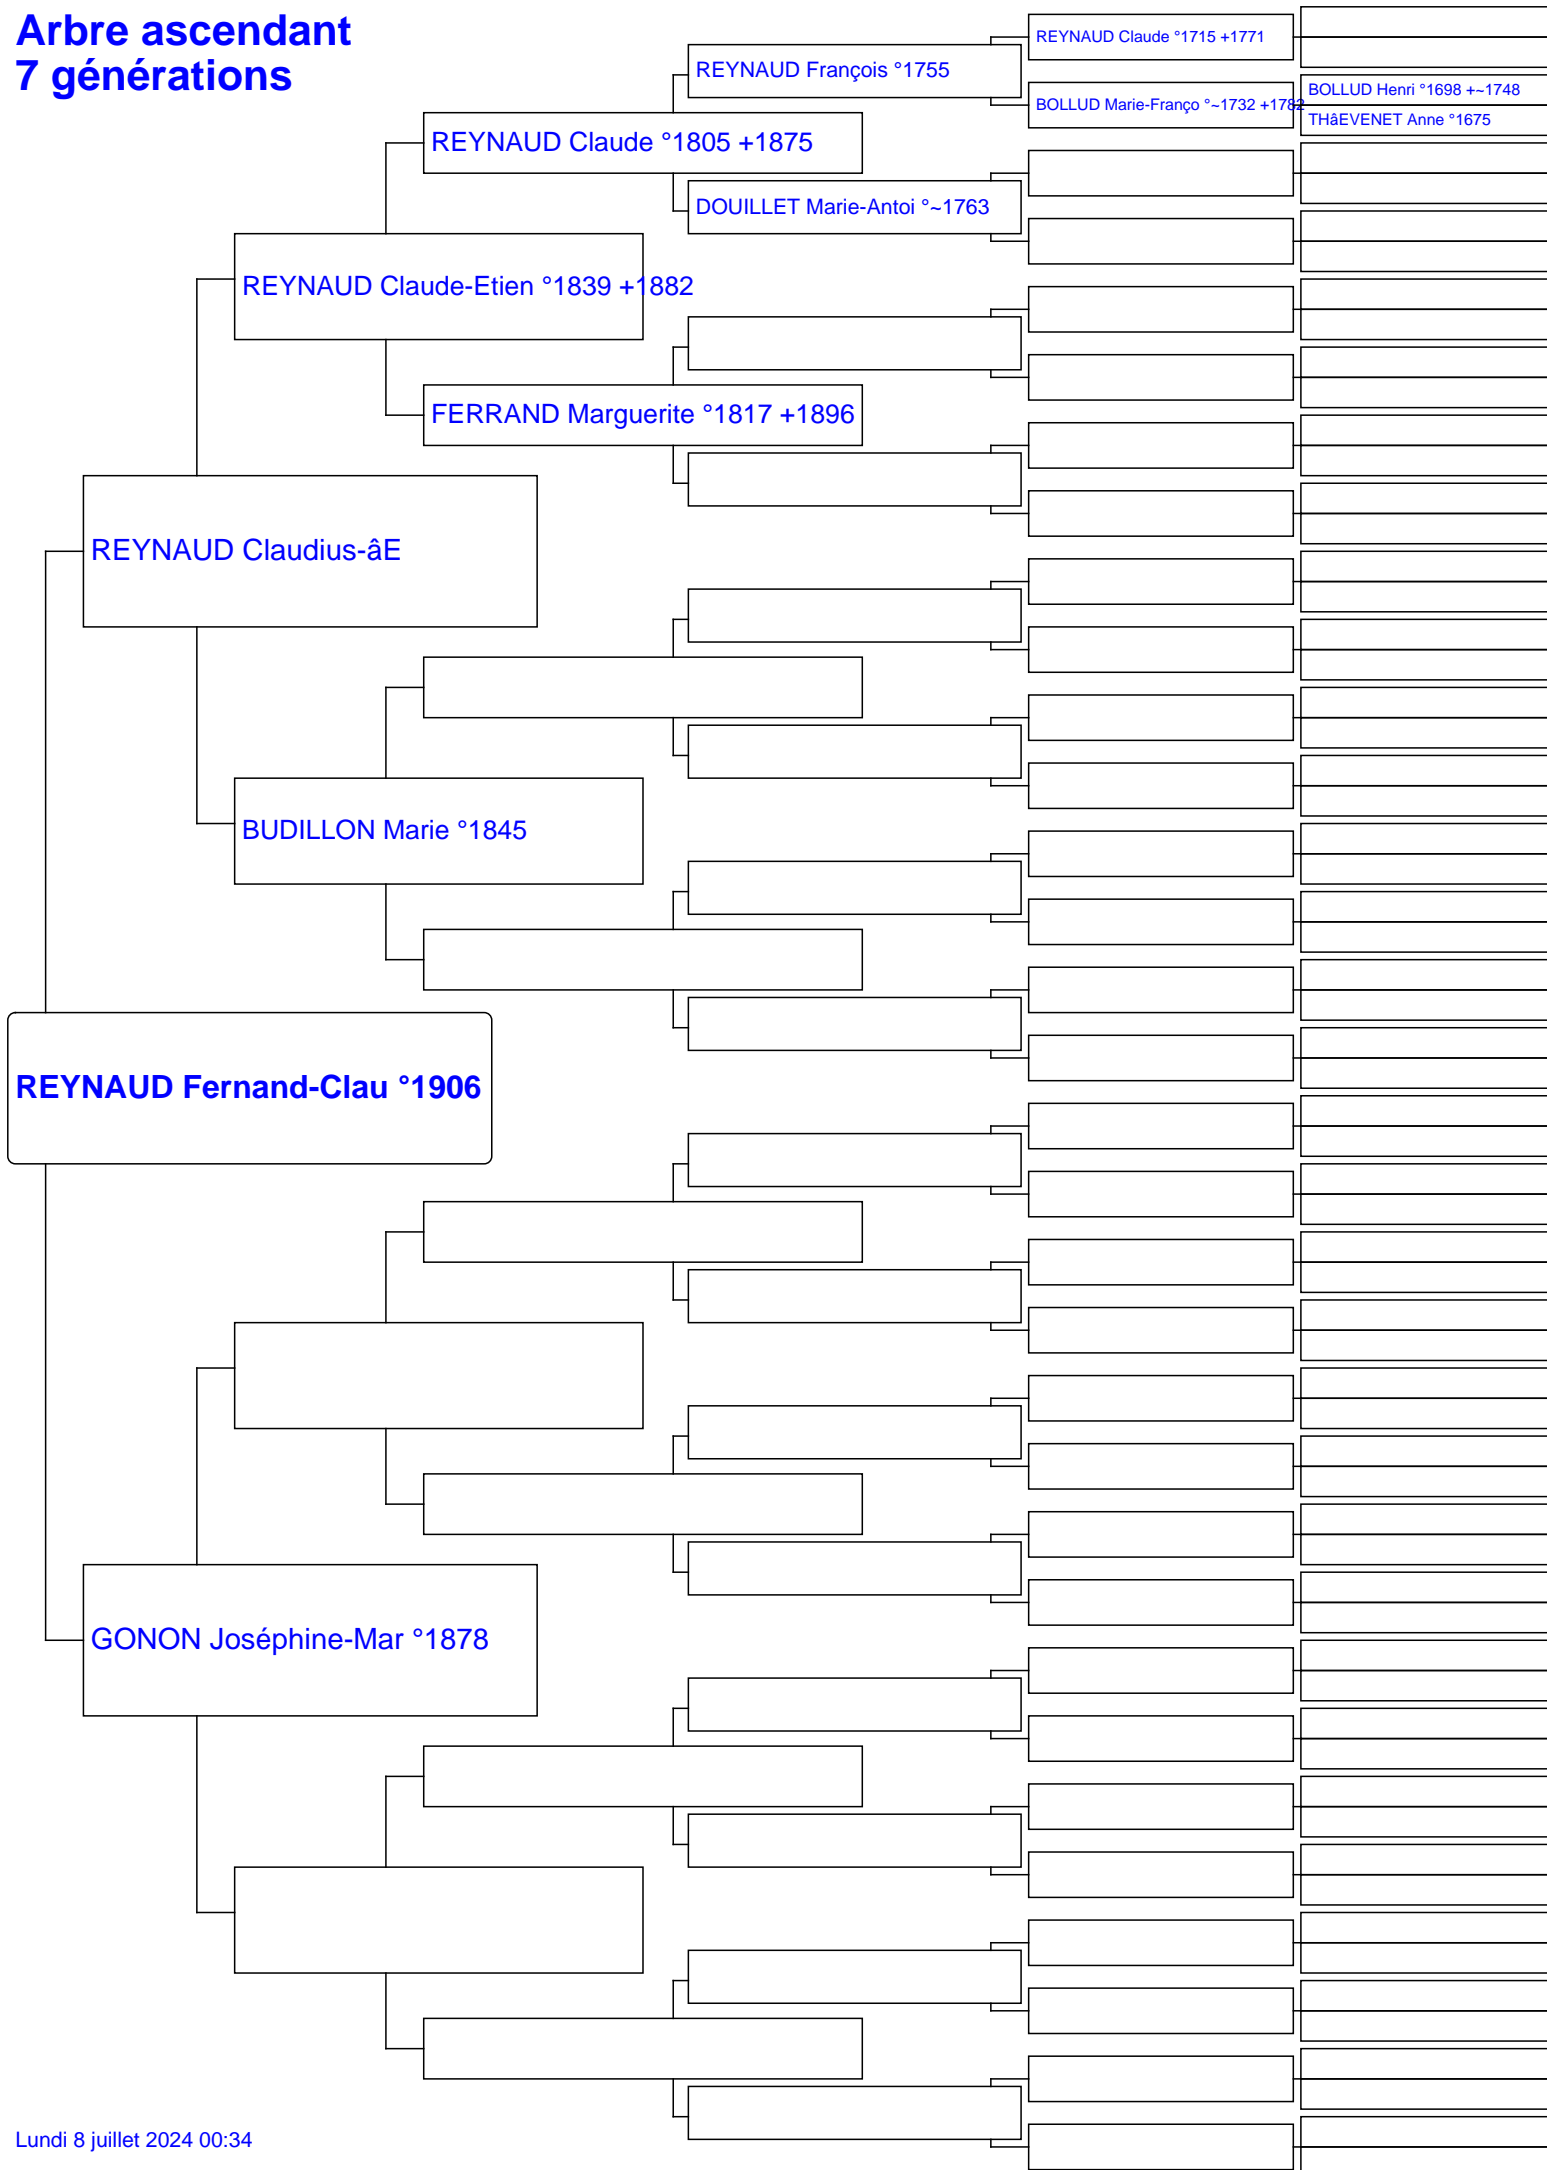 Arbre ascendant
7 générations
REYNAUD Claude °1715 +1771
REYNAUD François °1755
BOLLUD Henri °1698 +~1748
BOLLUD Marie-Franço °~1732 +1782
THâEVENET Anne °1675
REYNAUD Claude °1805 +1875
DOUILLET Marie-Antoi °~1763
REYNAUD Claude-Etien °1839 +1882
FERRAND Marguerite °1817 +1896
REYNAUD Claudius-âE
BUDILLON Marie °1845
REYNAUD Fernand-Clau °1906
GONON Joséphine-Mar °1878
Lundi 8 juillet 2024 00:34